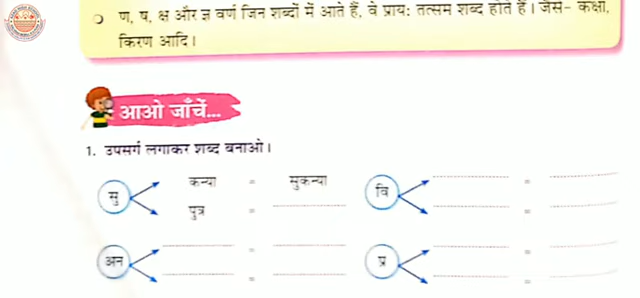 ण, ष, क्ष और ज्ञ वर्ण जिन शब्दों में आते हैं, वे प्राय: तत्सम शब्द होते हैं। जैसे- कक्षा,
किरण आदि।
आओ जाँचें...
1. उपसर्ग लगाकर शब्द बनाओ।
सु कन्या = सुकन्या
पुत्र =
वि =
=
अन =
=
प्र =
=